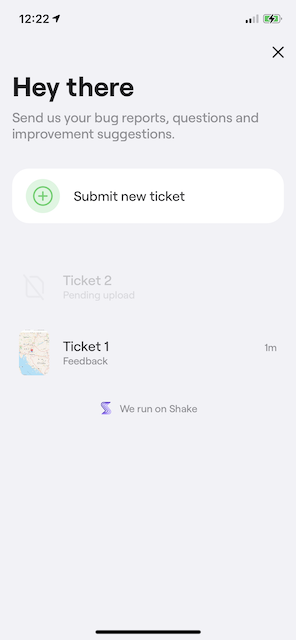 12:22
Hey there
Send us your bug reports, questions and
improvement suggestions.
Submit new ticket
Ticket 2
Pending upload
Ticket 1
1m
Feedback
We run on Shake